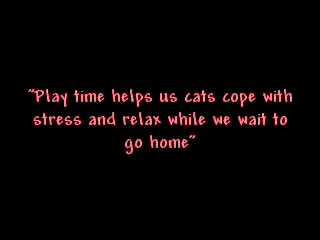 "Play time helps us cats cope with
stress and relax while we wait to
go home"